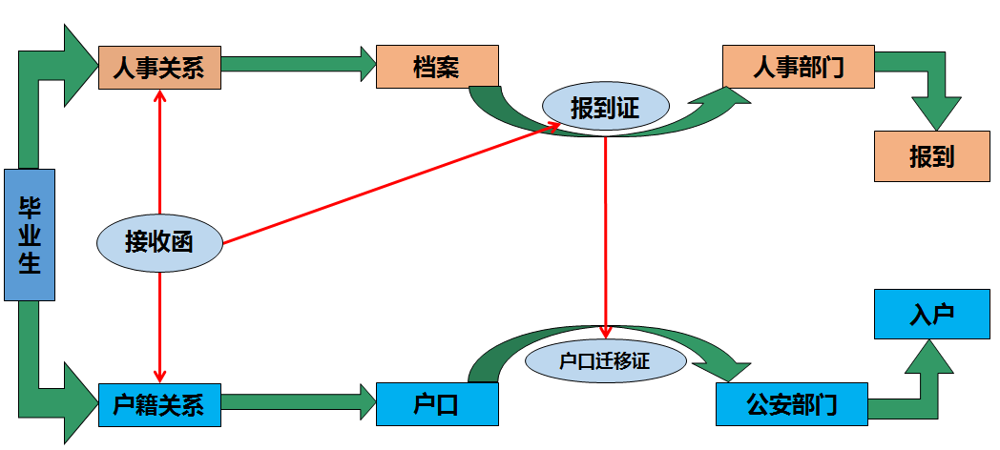 人事关系
档案
报到证
人事部门
报到
毕
业
生
接收函
户籍关系
户口
户口迁移证
公安部门
入户